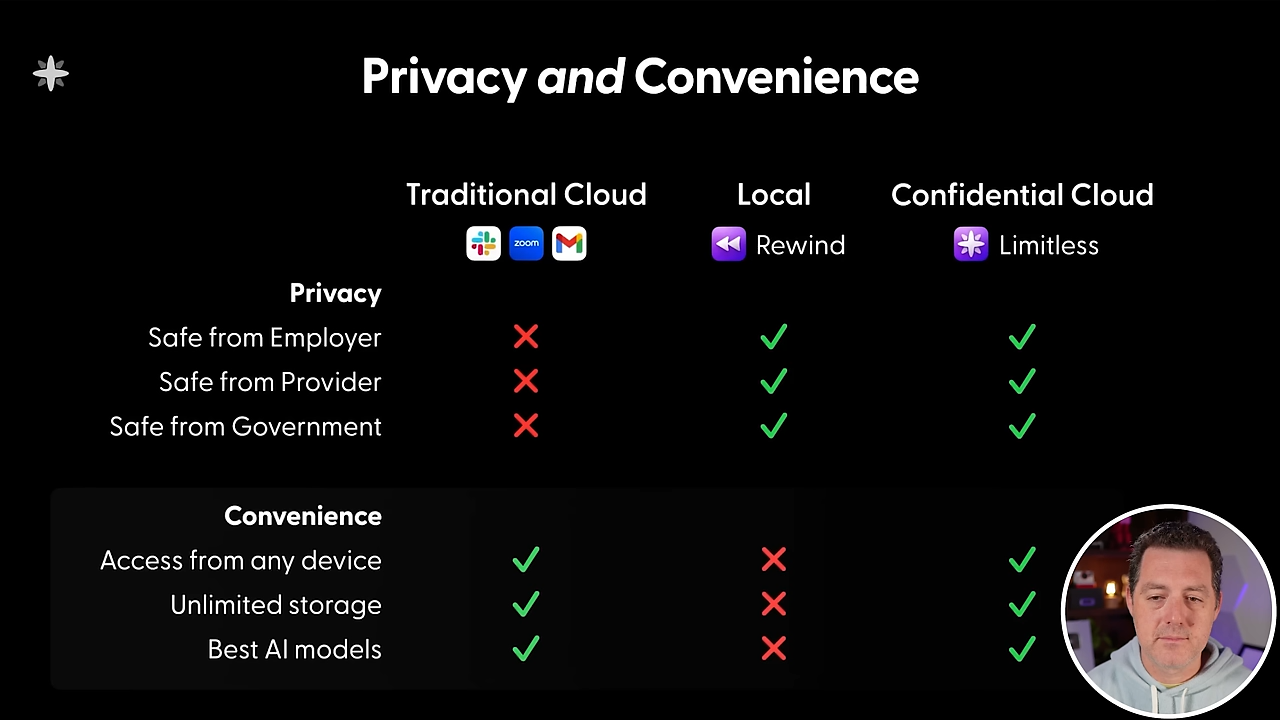 Privacy and Convenience
Traditional Cloud Local Confidential Cloud
zoom Rewind Limitless
Privacy
Safe from Employer
Safe from Provider
Safe from Government
Convenience
Access from any device
Unlimited storage
Best AI models